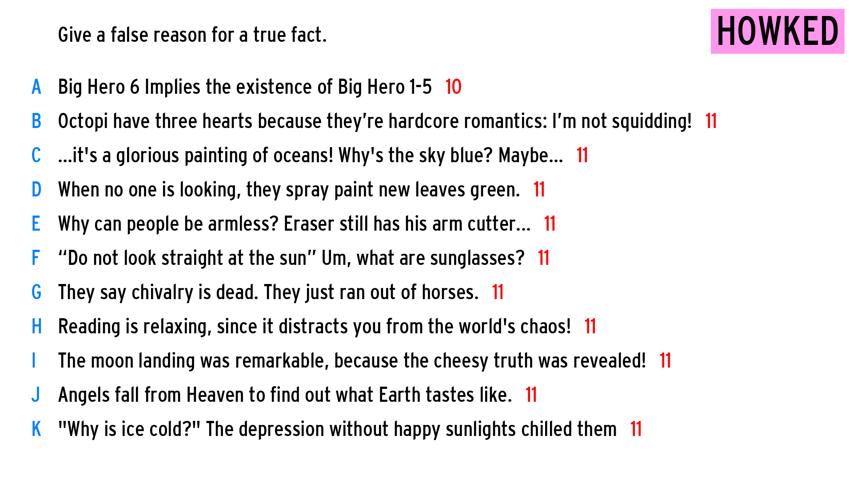 Give a false reason for a true fact.
HOWKED
A Big Hero 6 Implies the existence of Big Hero 1-5 10
B Octopi have three hearts because they're hardcore romantics: I'm not squidding! 11
C ...it's a glorious painting of oceans! Why's the sky blue? Maybe... 11
D When no one is looking, they spray paint new leaves green. 11
E Why can people be armless? Eraser still has his arm cutter... 11
F “Do not look straight at the sun” Um, what are sunglasses? 11
G They say chivalry is dead. They just ran out of horses. 11
H Reading is relaxing, since it distracts you from the world's chaos! 11
I The moon landing was remarkable, because the cheesy truth was revealed! 11
J Angels fall from Heaven to find out what Earth tastes like. 11
K "Why is ice cold?" The depression without happy sunlights chilled them 11